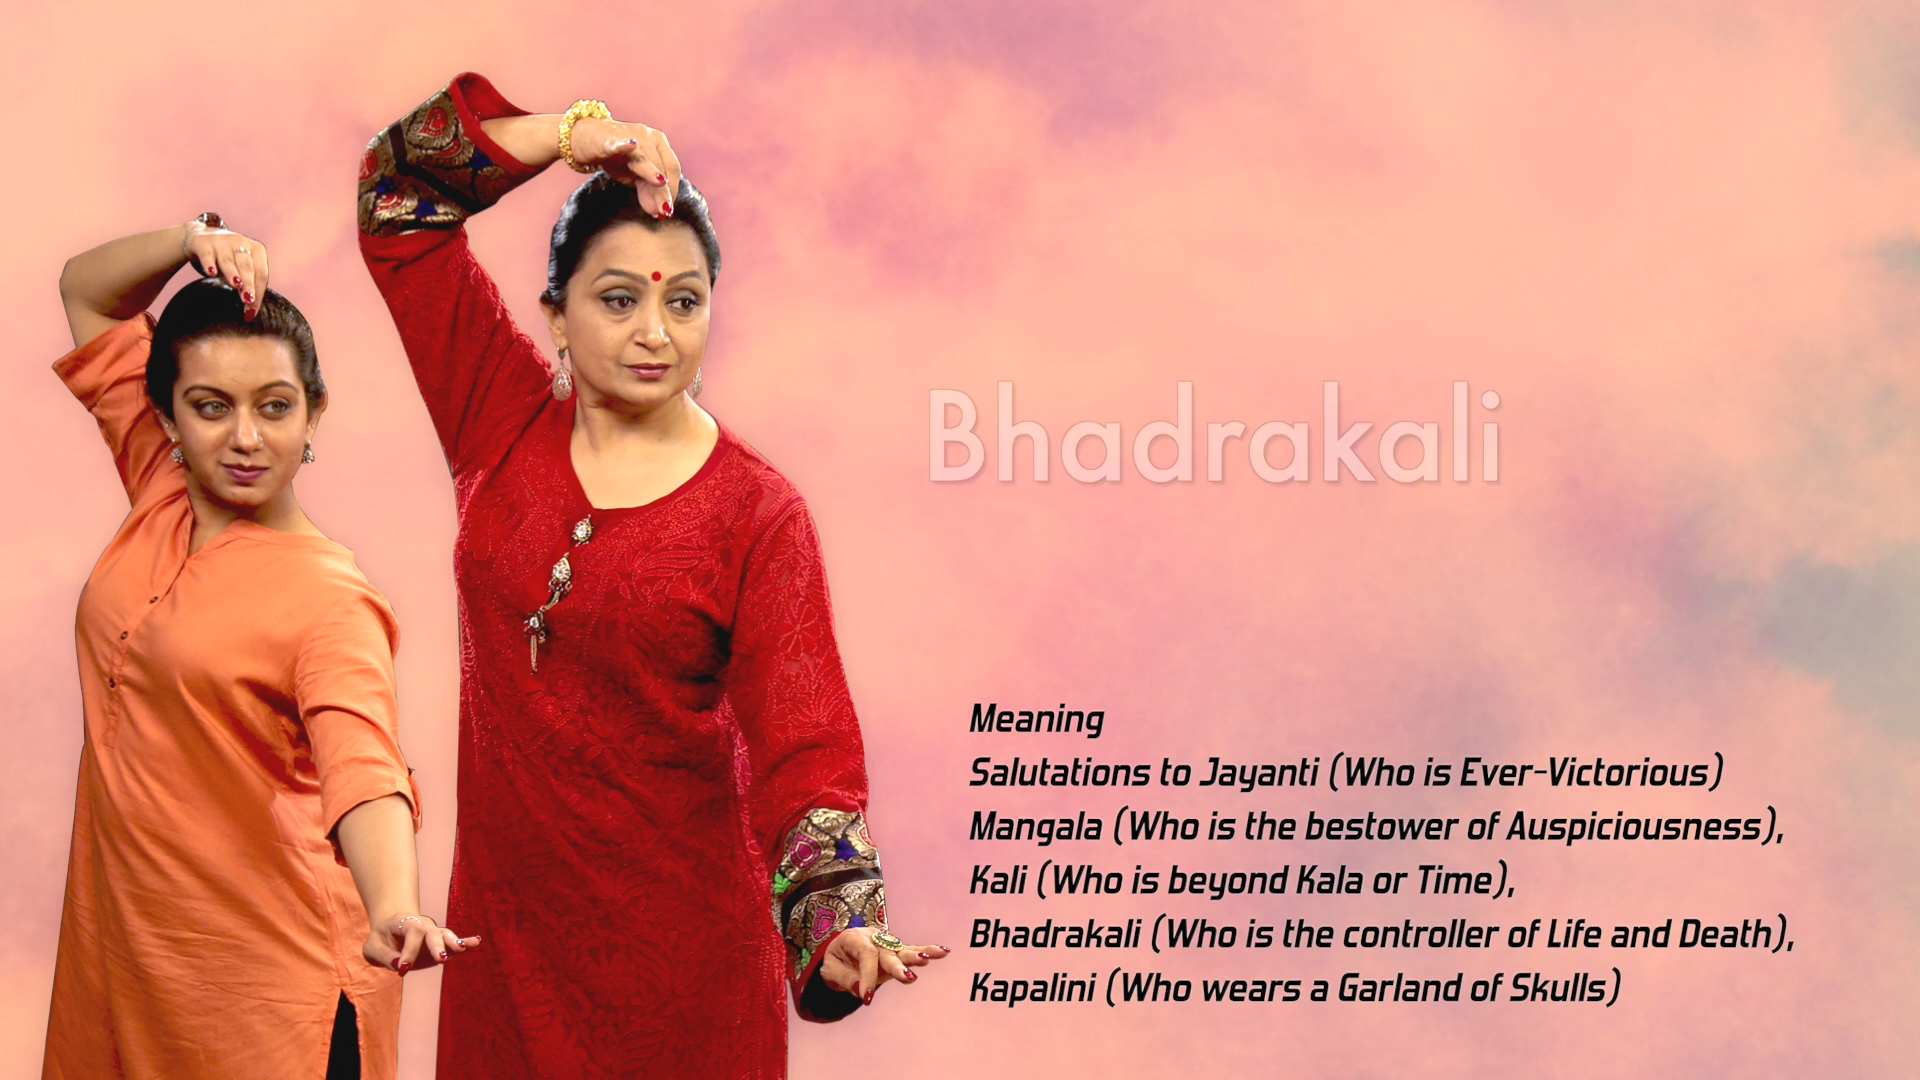 Bhadrakali
Meaning
Salutations to Jayanti (Who is Ever-Victorious)
Mangala (Who is the bestower of Auspiciousness),
Kali (Who is beyond Kala or Time),
Bhadrakali (Who is the controller of Life and Death),
Kapalini (Who wears a Garland of Skulls)